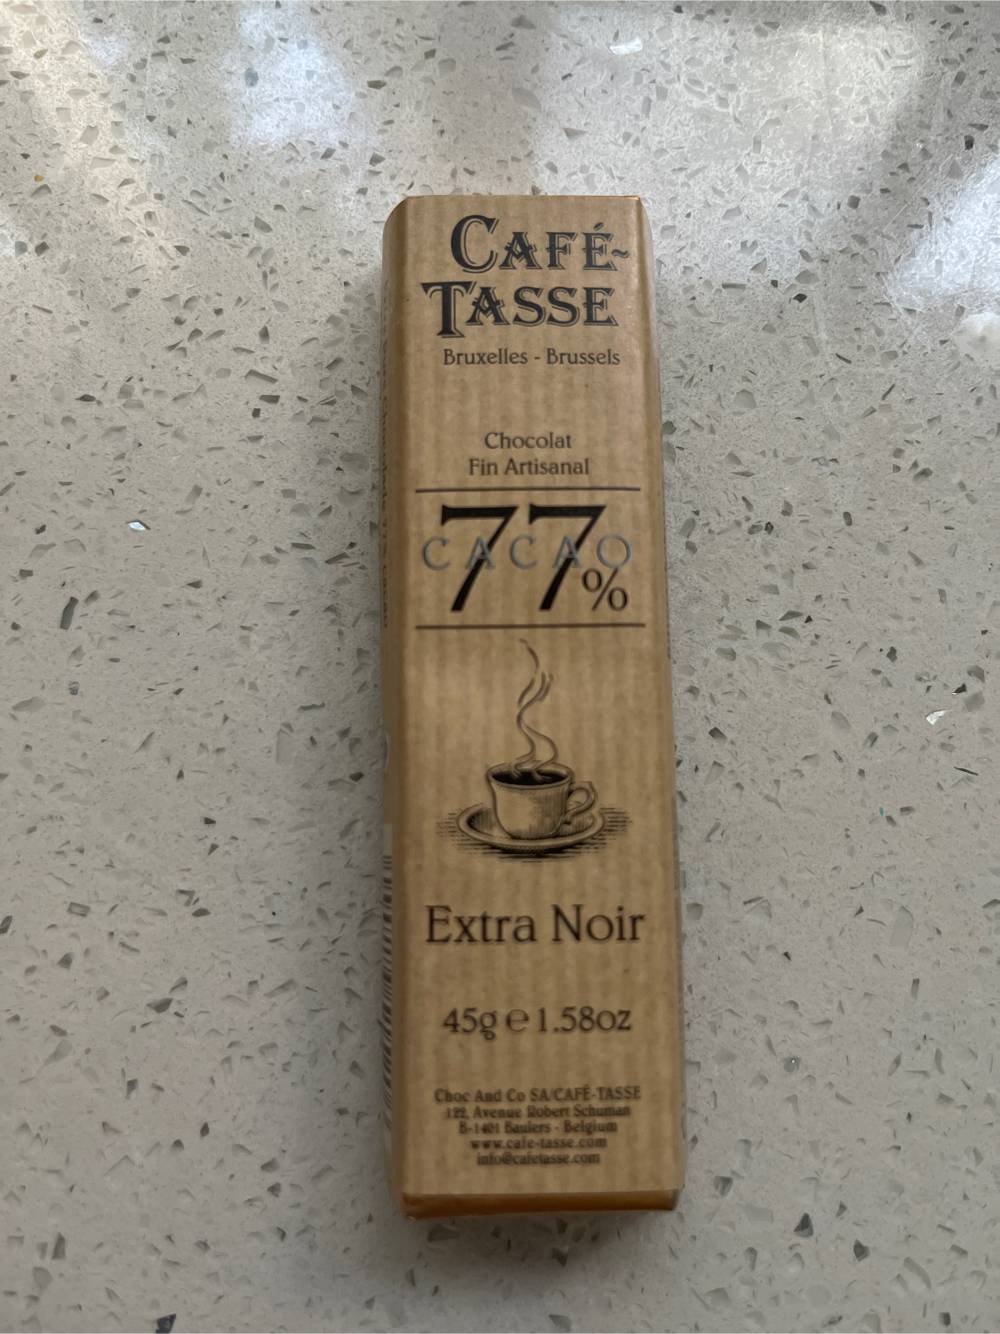 CAFÉ-
TASSE
Bruxelles - Brussels
Chocolat
Fin Artisanal
77%
CACAO
Extra Noir
45g ℮ 1.58oz
Choc And Co SA/CAFÉ-TASSE
122, Avenue Robert Schuman
B-1401 Baulers - Belgium
www.cafe-tasse.com
info@cafetasse.com